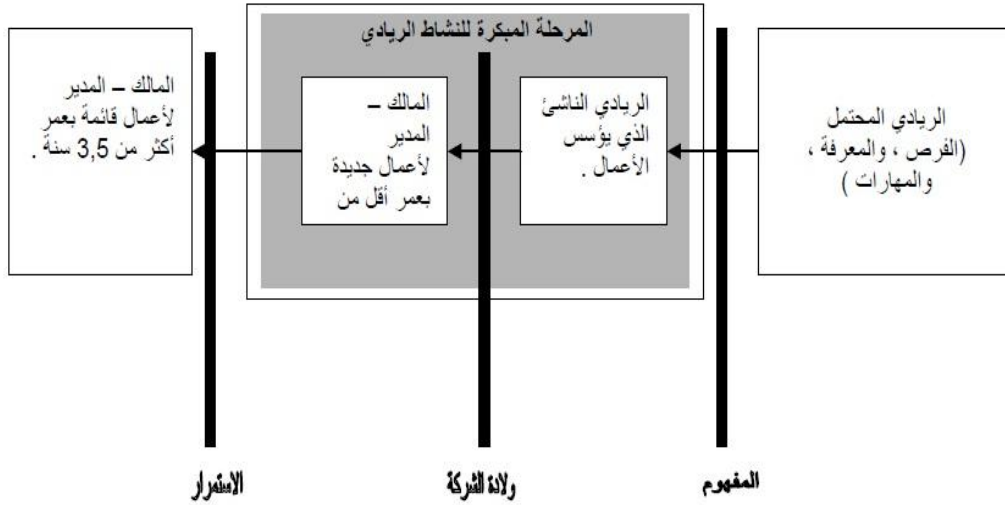 المرحلة المبكرة للنشاط الريادي
الريادي المحتمل
(الفرص ، والمعرفة ،
والمهارات )
الريادي الناشئ
الذي يؤسس
الأعمال .
المالك –
المدير
لأعمال جديدة
بعمر أقل من
المالك – المدير
لأعمال قائمة بعمر
أكثر من 3,5 سنة .
المفهوم
ولادة الشركة
الاستمرار